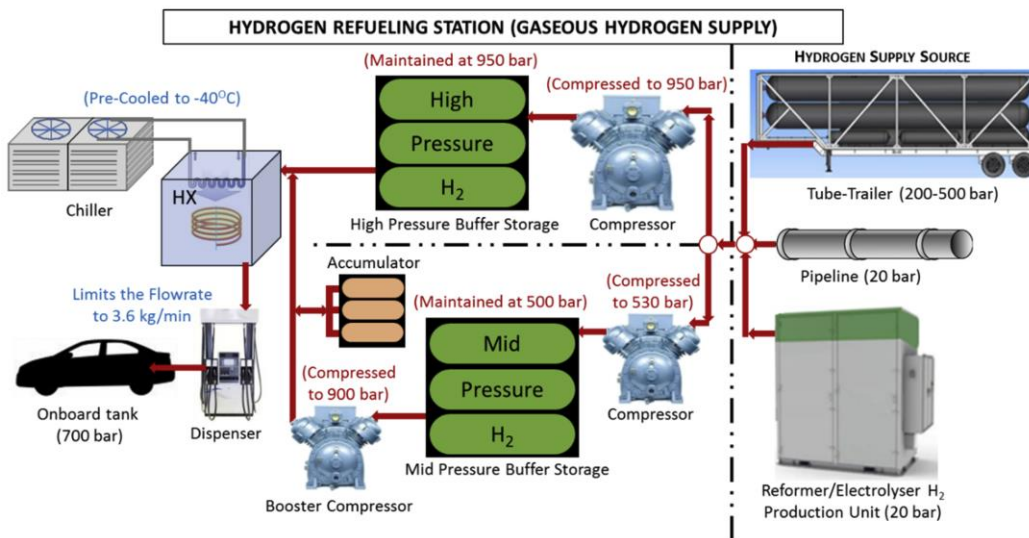 HYDROGEN REFUELING STATION (GASEOUS HYDROGEN SUPPLY)
HYDROGEN SUPPLY SOURCE
(Maintained at 950 bar)
(Compressed to 950 bar)
(Pre-Cooled to -40⁰C)
High
Pressure
H₂
HX
Chiller
High Pressure Buffer Storage
Compressor
Tube-Trailer (200-500 bar)
Accumulator
Pipeline (20 bar)
Limits the Flowrate
to 3.6 kg/min
(Maintained at 500 bar)
(Compressed
to 530 bar)
Mid
Pressure
H₂
(Compressed
to 900 bar)
Onboard tank
(700 bar)
Dispenser
Compressor
Mid Pressure Buffer Storage
Booster Compressor
Reformer/Electrolyser H₂
Production Unit (20 bar)